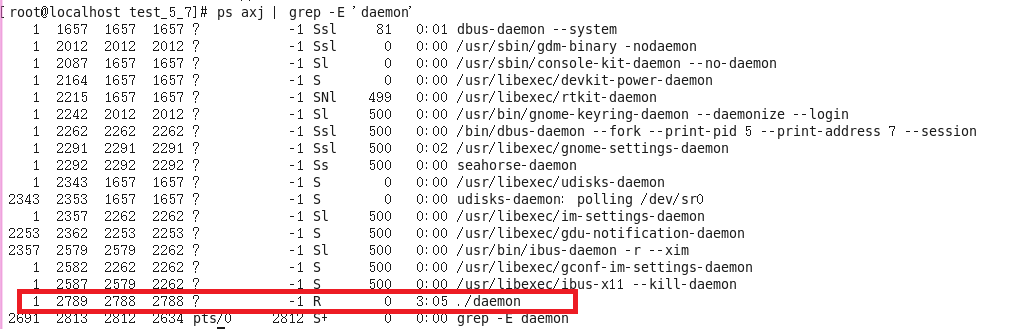 [root@localhost test_5_7]# ps axj | grep -E 'daemon'
1 1657 1657 1657 ? -1 Ssl 81 0:01 dbus-daemon --system
1 2012 2012 2012 ? -1 Ssl 0 0:00 /usr/sbin/gdm-binary -nodaemon
1 2087 1657 1657 ? -1 Sl 0 0:00 /usr/sbin/console-kit-daemon --no-daemon
1 2164 1657 1657 ? -1 S 0 0:00 /usr/libexec/devkit-power-daemon
1 2215 1657 1657 ? -1 SNl 499 0:00 /usr/libexec/rtkit-daemon
1 2242 2012 2012 ? -1 Sl 500 0:00 /usr/bin/gnome-keyring-daemon --daemonize --login
1 2262 2262 2262 ? -1 Ssl 500 0:00 /bin/dbus-daemon --fork --print-pid 5 --print-address 7 --session
1 2291 2291 2291 ? -1 Ssl 500 0:02 /usr/libexec/gnome-settings-daemon
1 2292 2292 2292 ? -1 Ss 500 0:00 seahorse-daemon
1 2343 1657 1657 ? -1 S 0 0:00 /usr/libexec/udisks-daemon
2343 2353 1657 1657 ? -1 S 0 0:00 udisks-daemon: polling /dev/sr0
1 2357 2262 2262 ? -1 Sl 500 0:00 /usr/libexec/im-settings-daemon
2253 2362 2253 2253 ? -1 S 500 0:00 /usr/libexec/gdu-notification-daemon
2357 2579 2579 2262 ? -1 Sl 500 0:00 /usr/bin/ibus-daemon -r --xim
1 2582 2262 2262 ? -1 S 500 0:00 /usr/libexec/gconf-im-settings-daemon
1 2587 2579 2262 ? -1 S 500 0:00 /usr/libexec/ibus-x11 --kill-daemon
1 2789 2788 2788 ? -1 R 0 3:05 ./daemon
2691 2813 2812 2634 pts/0 2812 S+ 0 0:00 grep -E daemon